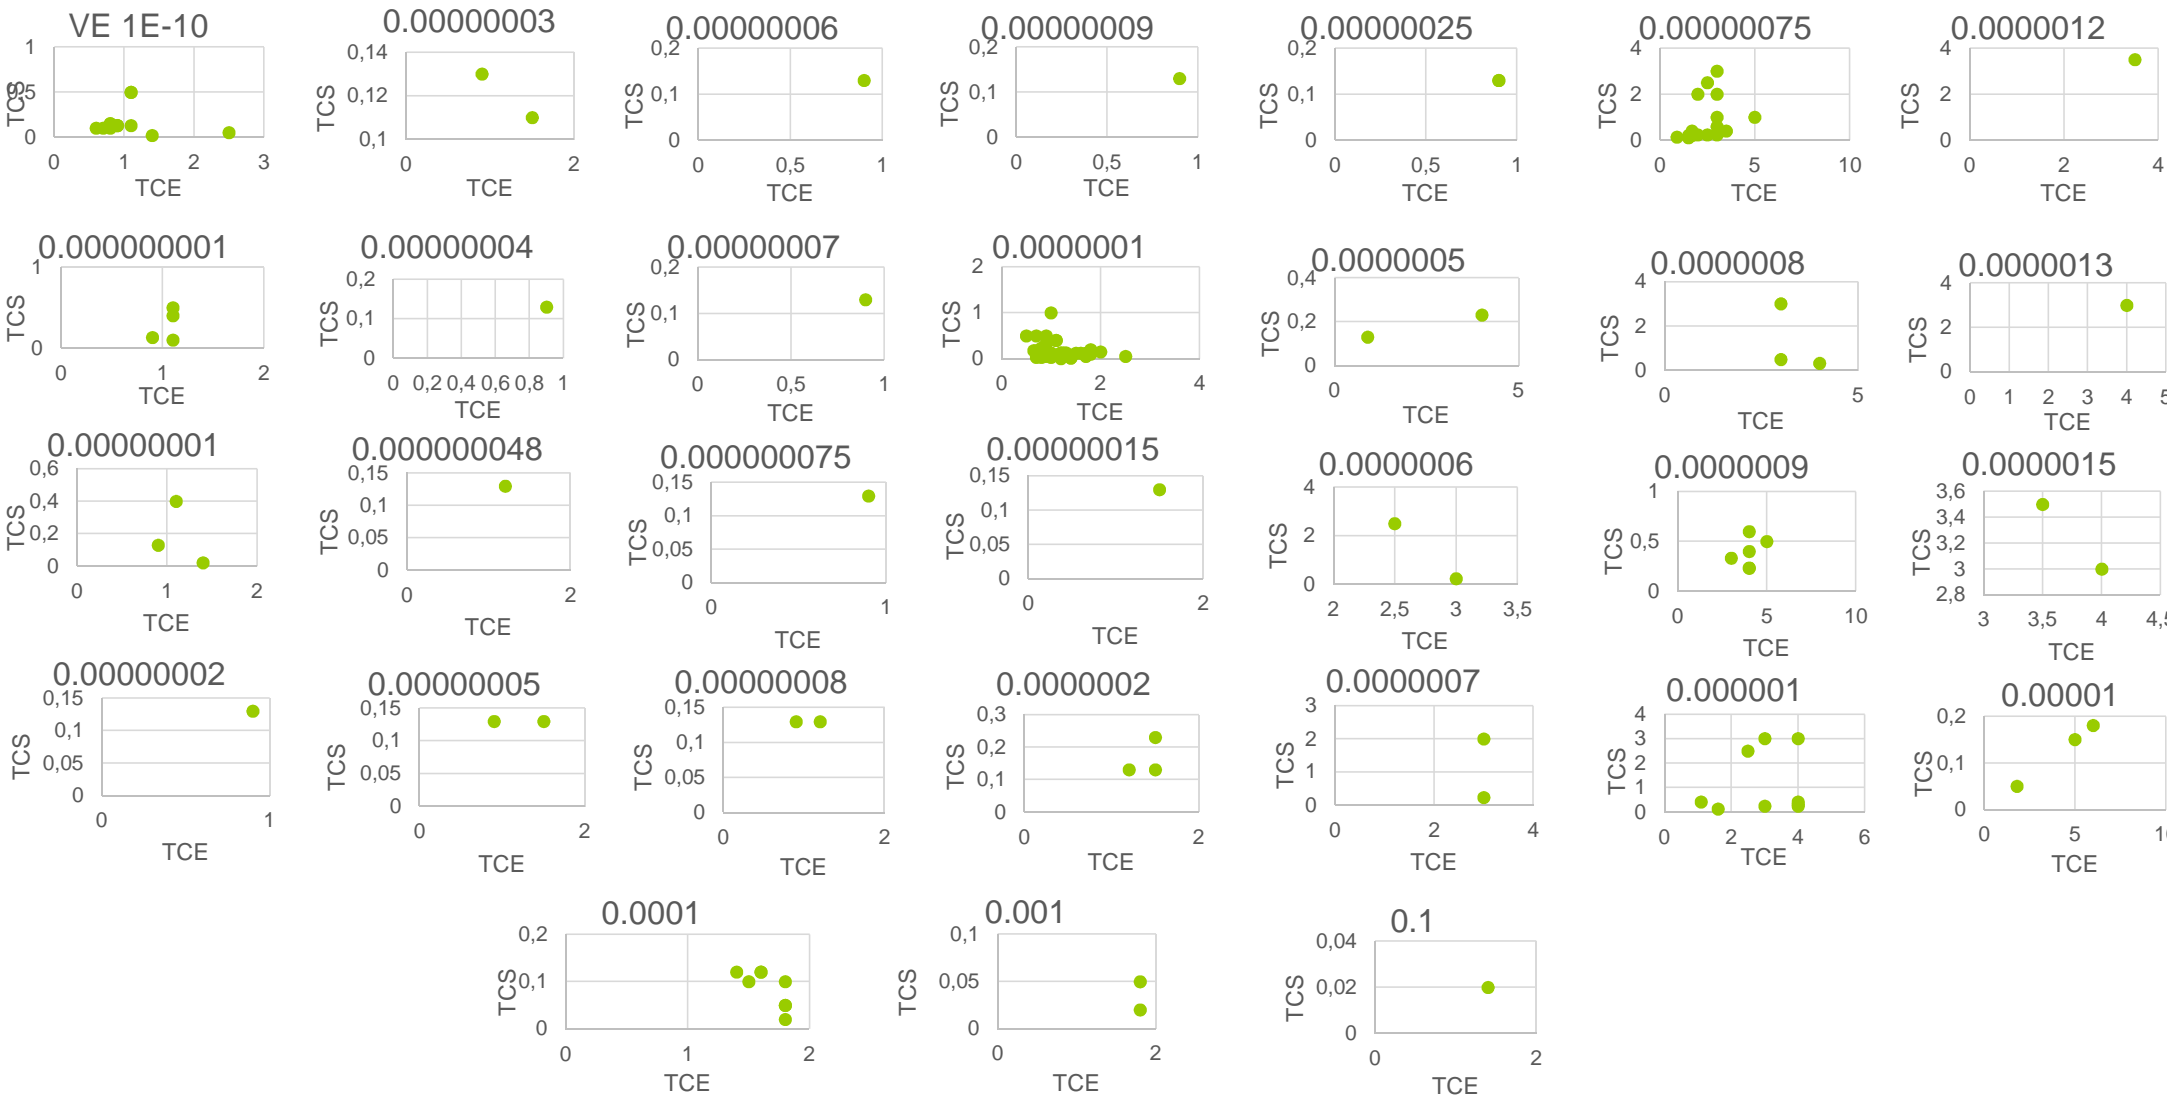 VE 1E-10
1
0,5
0
0 1 2 3
TCS
TCE
0.00000003
0,14
0,12
0,1
0 2
TCS
TCE
0.00000006
0,2
0,1
0
0 0,5 1
TCS
TCE
0.00000009
0,2
0,1
0
0 0,5 1
TCS
TCE
0.00000025
0,2
0,1
0
0 0,5 1
TCS
TCE
0.00000075
4
2
0
0 5 10
TCS
TCE
0.0000012
4
2
0
0 2 4
TCS
TCE
0.000000001
1
0
0 1 2
TCS
TCE
0.00000004
0,2
0,1
0
0 0,2 0,4 0,6 0,8 1
TCS
TCE
0.00000007
0,2
0,1
0
0 0,5 1
TCS
TCE
0.0000001
2
1
0
0 2 4
TCS
TCE
0.0000005
0,4
0,2
0
0 5
TCS
TCE
0.0000008
4
2
0
0 5
TCS
TCE
0.0000013
4
2
0
0 1 2 3 4 5
TCS
TCE
0.00000001
0,6
0,4
0,2
0
0 1 2
TCS
TCE
0.000000048
0,15
0,1
0,05
0
0 2
TCS
TCE
0.000000075
0,15
0,1
0,05
0
0 1
TCS
TCE
0.00000015
0,15
0,1
0,05
0
0 2
TCS
TCE
0.0000006
4
2
0
2 2,5 3 3,5
TCS
TCE
0.0000009
1
0,5
0
0 5 10
TCS
TCE
0.0000015
3,6
3,4
3,2
3
2,8
3 3,5 4 4,5
TCS
TCE
0.00000002
0,15
0,1
0,05
0
0 1
TCS
TCE
0.00000005
0,15
0,1
0,05
0
0 2
TCS
TCE
0.00000008
0,15
0,1
0,05
0
0 2
TCS
TCE
0.0000002
0,3
0,2
0,1
0
0 2
TCS
TCE
0.0000007
3
2
1
0
0 2 4
TCS
TCE
0.000001
4
3
2
1
0
0 2 4 6
TCS
TCE
0.00001
0,2
0,1
0
0 5 1
TCS
TCE
0.0001
0,2
0,1
0
0 1 2
TCS
TCE
0.001
0,1
0,05
0
0 2
TCS
TCE
0.1
0,04
0,02
0
0 2
TCS
TCE